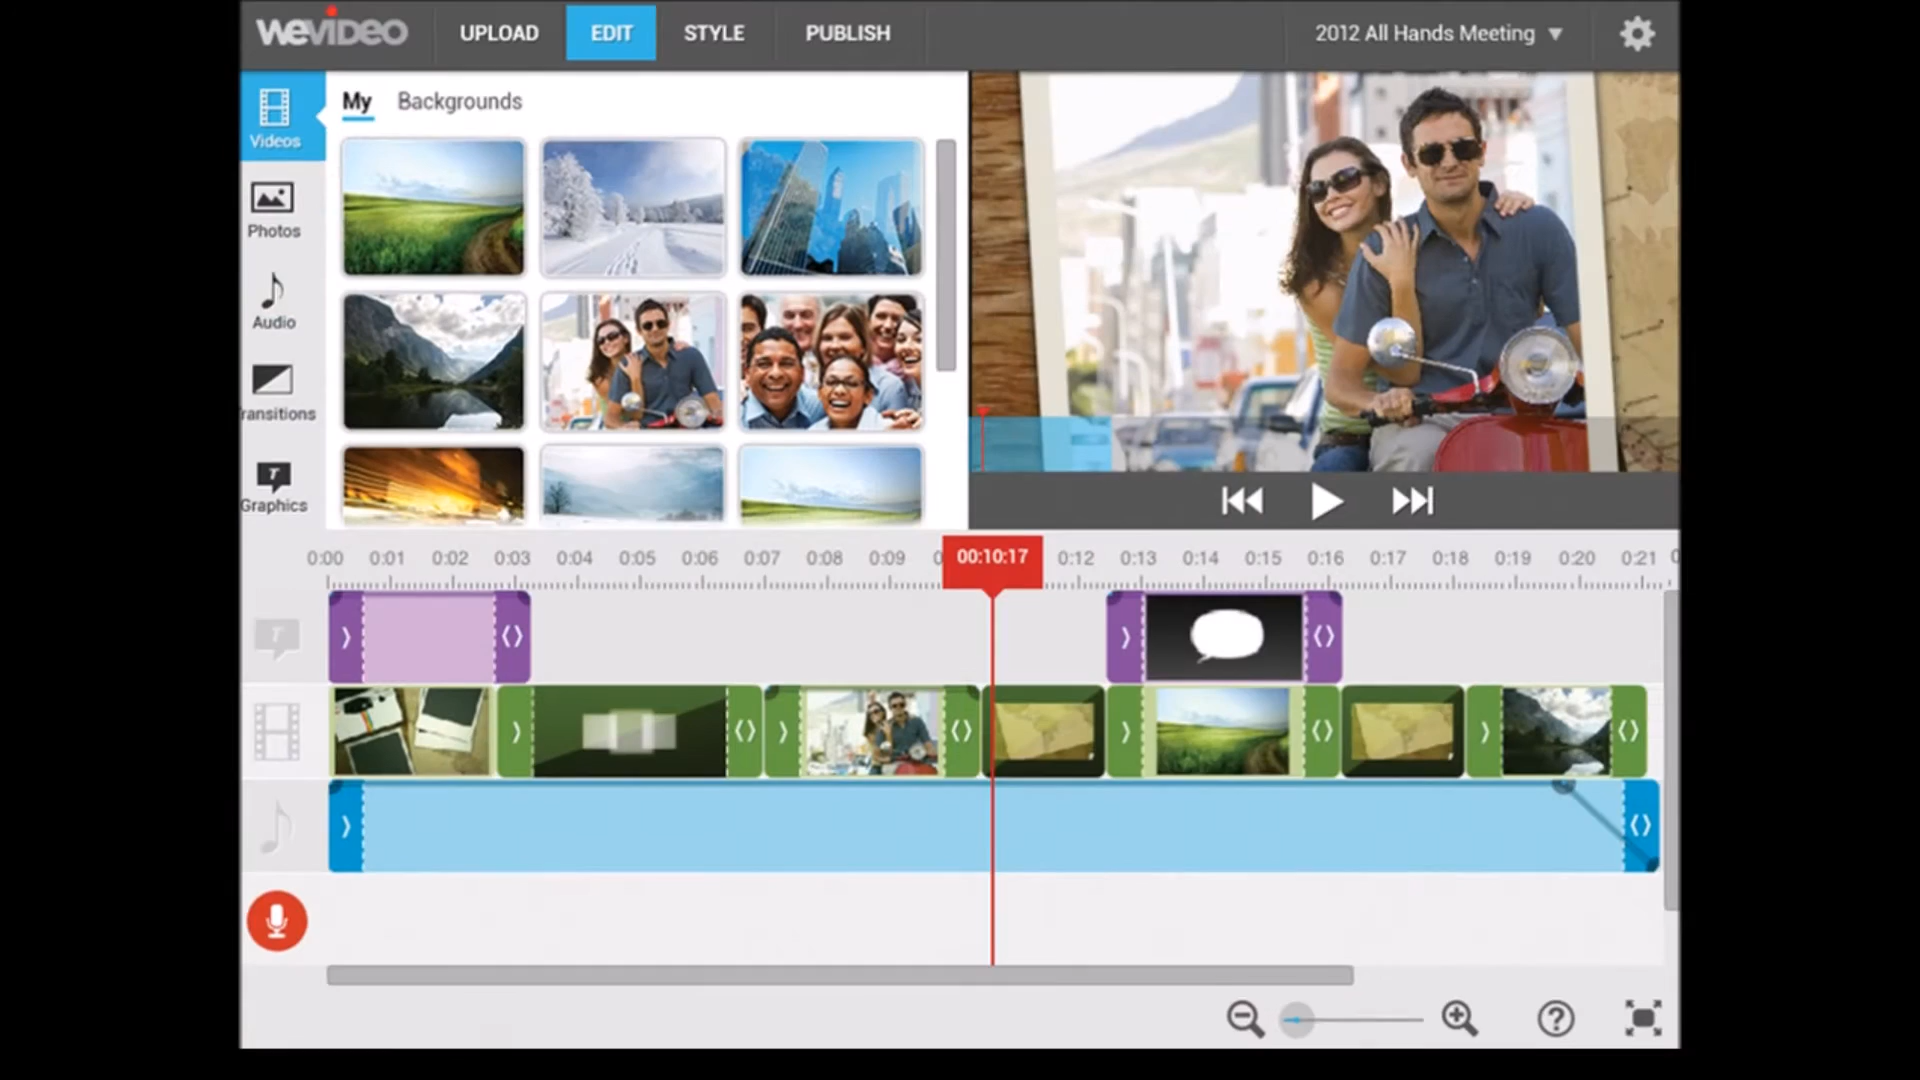 WeVideo UPLOAD EDIT STYLE PUBLISH 2012 All Hands Meeting
My Backgrounds
Videos
Photos
Audio
ransitions
T
Graphics
0:00 0:01 0:02 0:03 0:04 0:05 0:06 0:07 0:08 0:09 0 00:10:17 0:12 0:13 0:14 0:15 0:16 0:17 0:18 0:19 0:20 0:21 0
T
?